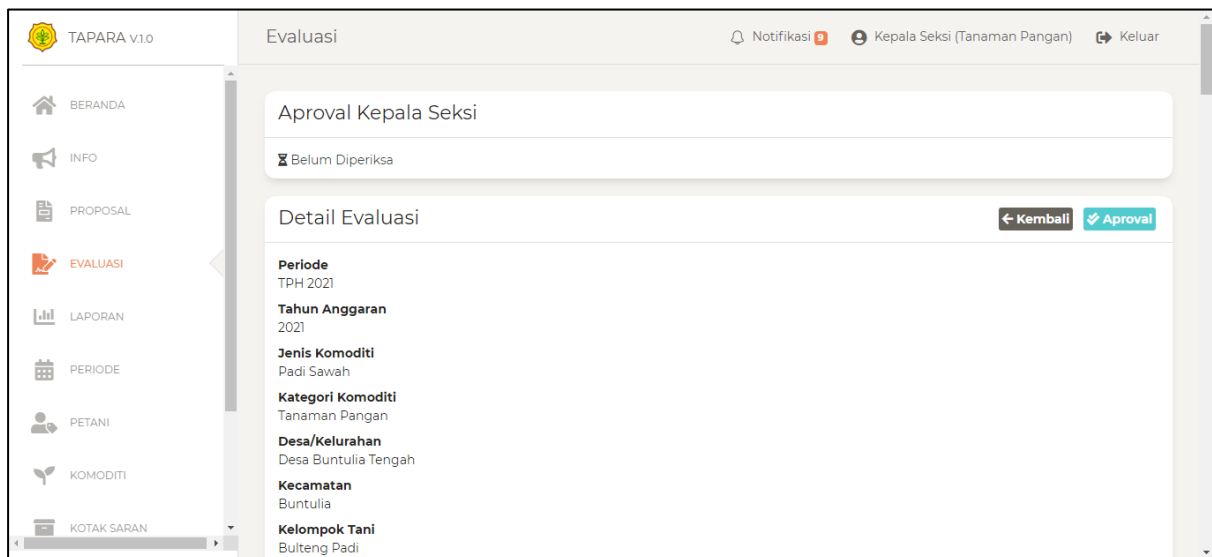 TAPARA V.1.0
Evaluasi
Notifikasi 9
Kepala Seksi (Tanaman Pangan)
Keluar
BERANDA
INFO
PROPOSAL
EVALUASI
LAPORAN
PERIODE
PETANI
KOMODITI
KOTAK SARAN
Aproval Kepala Seksi
Belum Diperiksa
Detail Evaluasi
Kembali
Aproval
Periode
TPH 2021
Tahun Anggaran
2021
Jenis Komoditi
Padi Sawah
Kategori Komoditi
Tanaman Pangan
Desa/Kelurahan
Desa Buntulia Tengah
Kecamatan
Buntulia
Kelompok Tani
Bulteng Padi